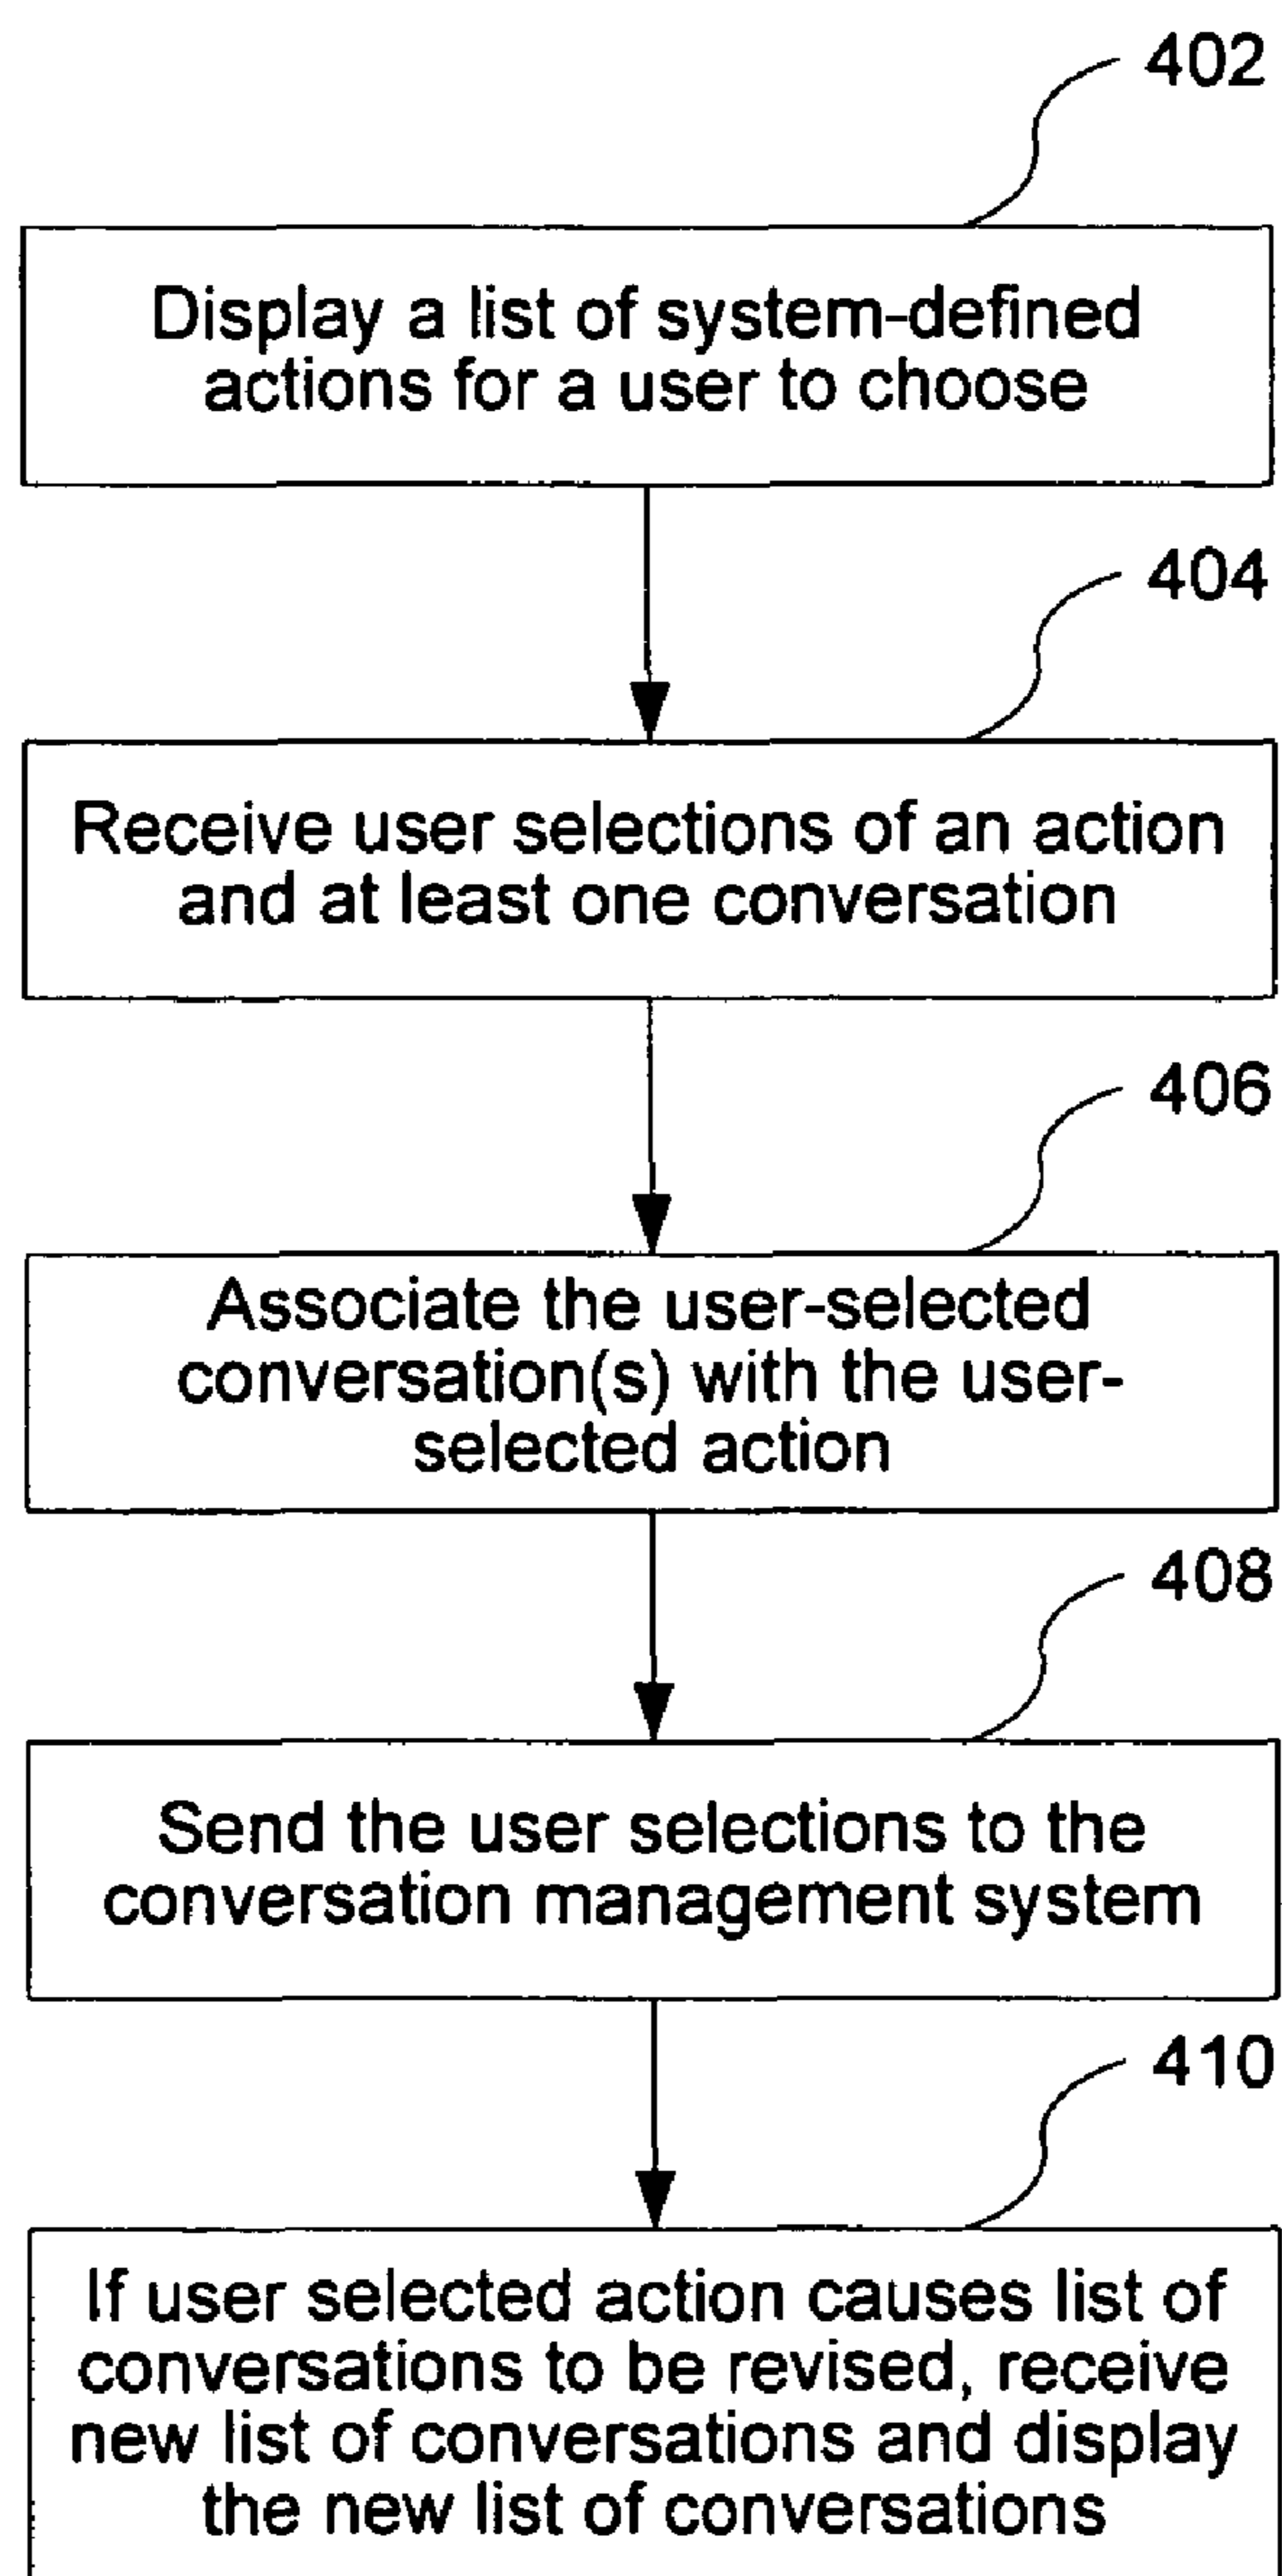 402
Display a list of system-defined
actions for a user to choose
404
Receive user selections of an action
and at least one conversation
406
Associate the user-selected
conversation(s) with the user-
selected action
408
Send the user selections to the
conversation management system
410
If user selected action causes list of
conversations to be revised, receive
new list of conversations and display
the new list of conversations